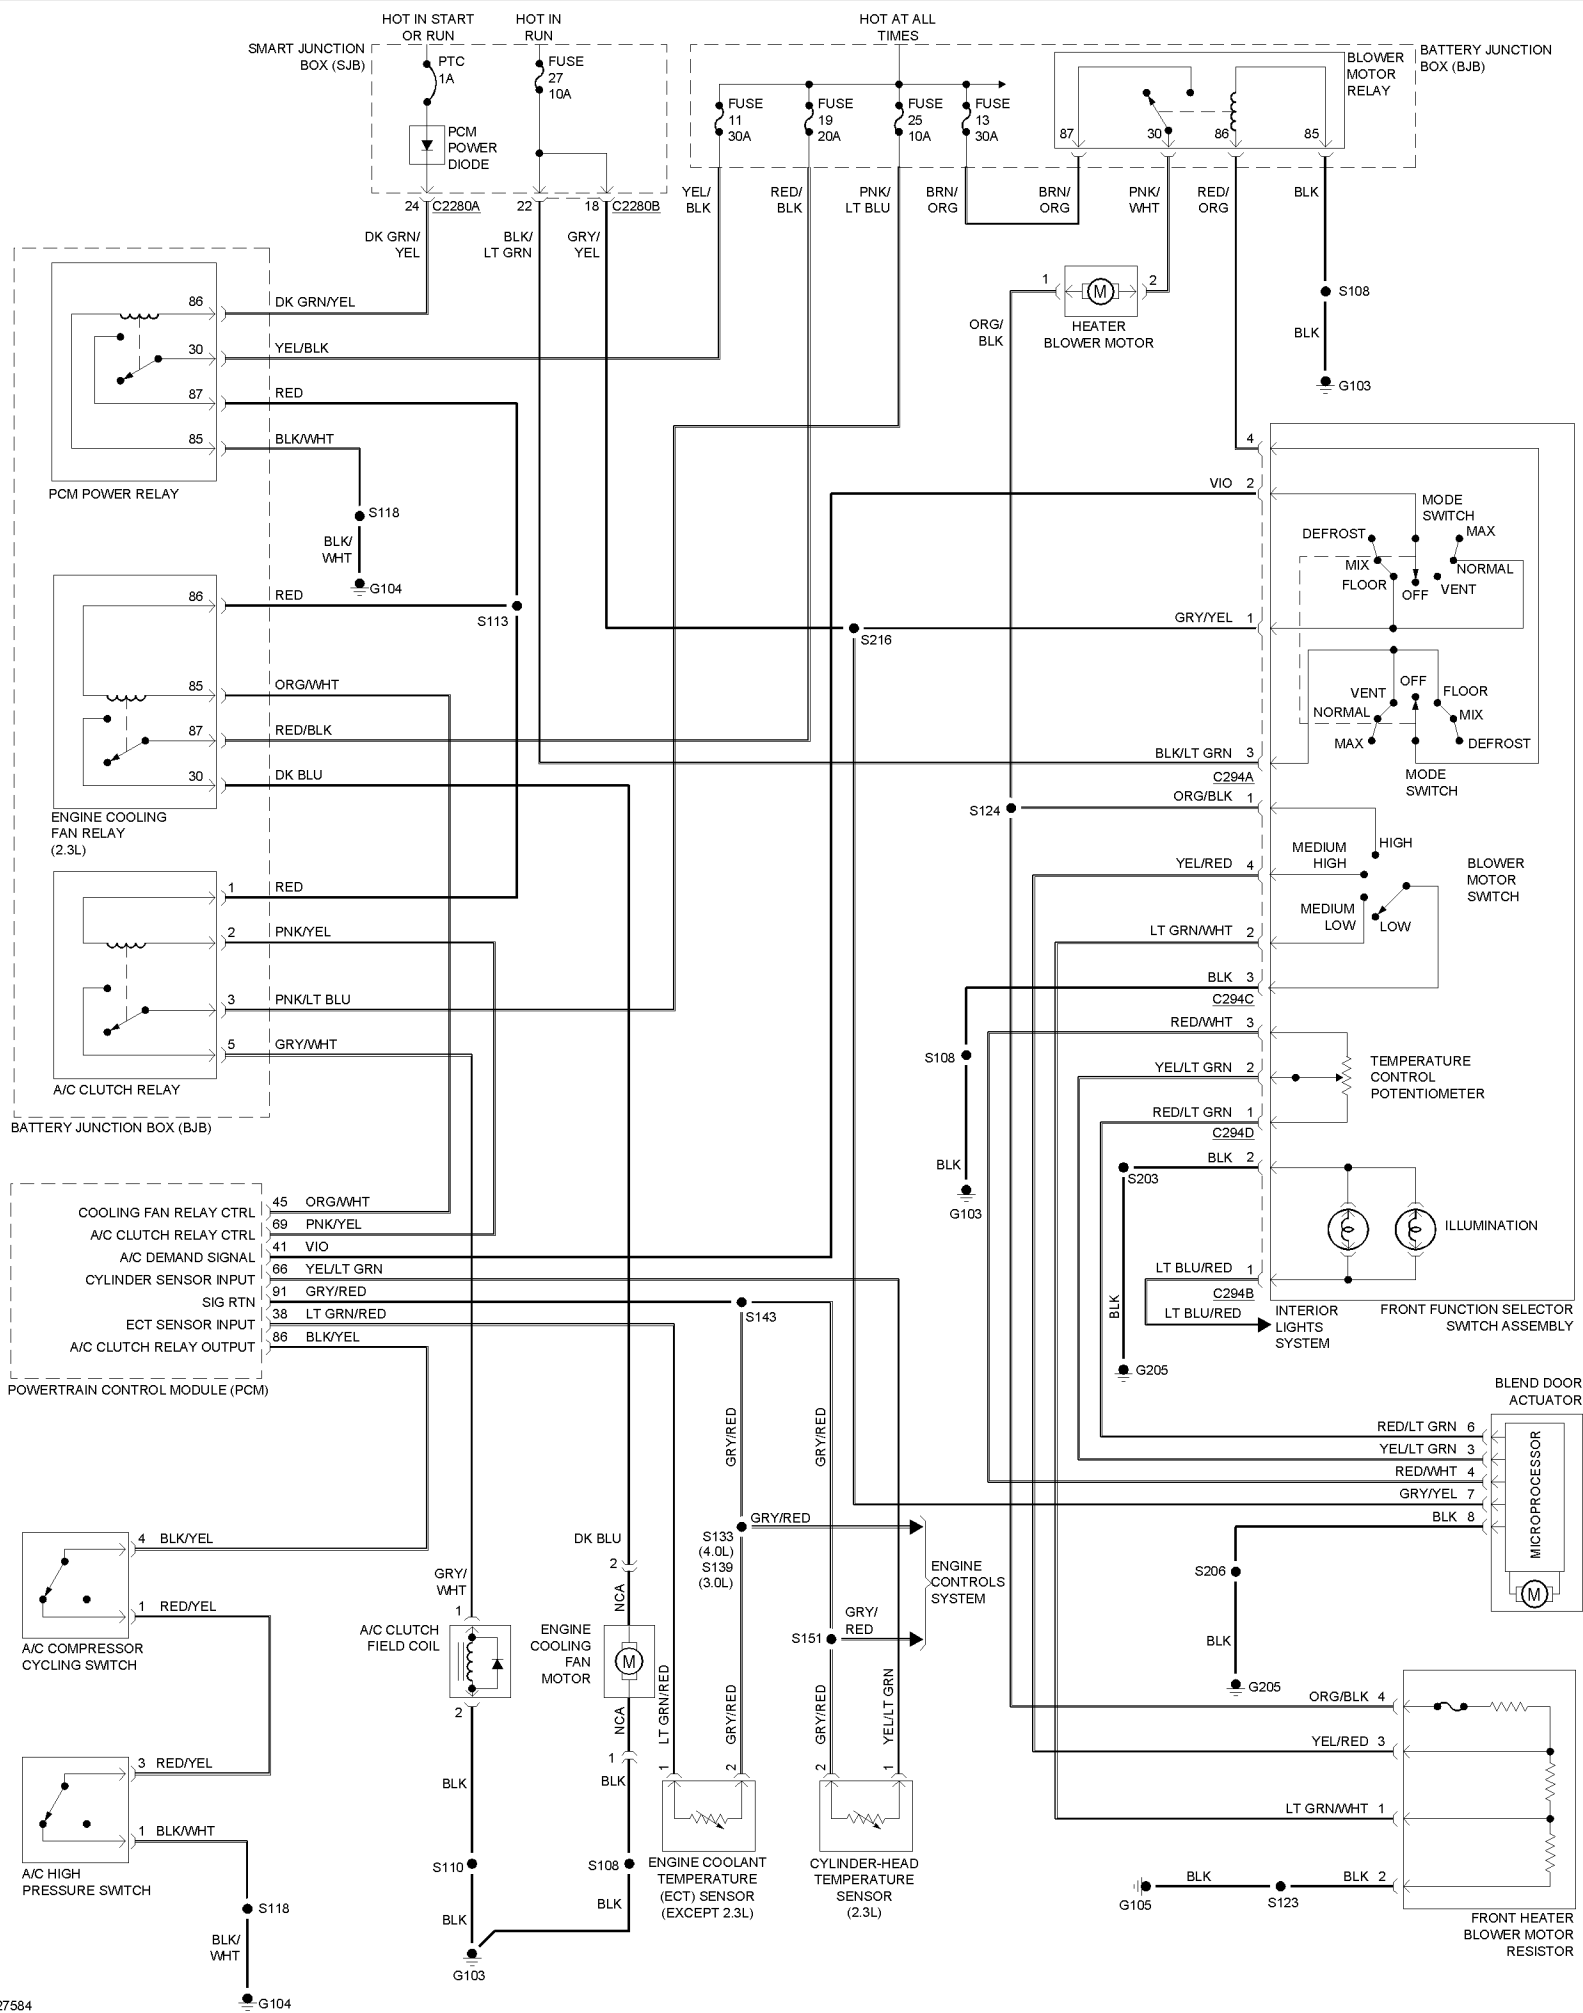 HOT IN START
OR RUN
HOT IN
RUN
HOT AT ALL
TIMES
SMART JUNCTION
BOX (SJB)
PTC
1A
FUSE
27
10A
PCM
POWER
DIODE
FUSE
11
30A
FUSE
19
20A
FUSE
25
10A
FUSE
13
30A
BLOWER
MOTOR
RELAY
BATTERY JUNCTION
BOX (BJB)
87
30
86
85
24
C2280A
22
18
C2280B
YEL/
BLK
RED/
BLK
PNK/
LT BLU
BRN/
ORG
BRN/
ORG
PNK/
WHT
RED/
ORG
BLK
DK GRN/
YEL
BLK/
LT GRN
GRY/
YEL
1
2
HEATER
BLOWER MOTOR
M
ORG/
BLK
S108
BLK
G103
86
DK GRN/YEL
30
YEL/BLK
87
RED
85
BLK/WHT
PCM POWER RELAY
S118
BLK/
WHT
G104
86
RED
S113
85
ORG/WHT
87
RED/BLK
30
DK BLU
ENGINE COOLING
FAN RELAY
(2.3L)
1
RED
2
PNK/YEL
3
PNK/LT BLU
5
GRY/WHT
A/C CLUTCH RELAY
BATTERY JUNCTION BOX (BJB)
4
VIO
2
MODE
SWITCH
DEFROST
MAX
MIX
NORMAL
FLOOR
OFF
VENT
GRY/YEL
1
S216
OFF
VENT
FLOOR
NORMAL
MIX
MAX
DEFROST
BLK/LT GRN
3
C294A
MODE
SWITCH
S124
ORG/BLK
1
HIGH
MEDIUM
HIGH
YEL/RED
4
BLOWER
MOTOR
SWITCH
MEDIUM
LOW
LOW
LT GRN/WHT
2
BLK
3
C294C
RED/WHT
3
S108
TEMPERATURE
CONTROL
POTENTIOMETER
YEL/LT GRN
2
RED/LT GRN
1
C294D
BLK
2
S203
BLK
G103
ILLUMINATION
LT BLU/RED
1
C294B
LT BLU/RED
INTERIOR
LIGHTS
SYSTEM
FRONT FUNCTION SELECTOR
SWITCH ASSEMBLY
BLK
G205
COOLING FAN RELAY CTRL
45
ORG/WHT
A/C CLUTCH RELAY CTRL
69
PNK/YEL
A/C DEMAND SIGNAL
41
VIO
CYLINDER SENSOR INPUT
66
YEL/LT GRN
SIG RTN
91
GRY/RED
ECT SENSOR INPUT
38
LT GRN/RED
A/C CLUTCH RELAY OUTPUT
86
BLK/YEL
POWERTRAIN CONTROL MODULE (PCM)
S143
GRY/RED
GRY/RED
BLEND DOOR
ACTUATOR
RED/LT GRN
6
YEL/LT GRN
3
RED/WHT
4
GRY/YEL
7
BLK
8
MICROPROCESSOR
M
S206
BLK
G205
4
BLK/YEL
1
RED/YEL
A/C COMPRESSOR
CYCLING SWITCH
GRY/
WHT
1
A/C CLUTCH
FIELD COIL
2
DK BLU
2
NCA
ENGINE
COOLING
FAN
MOTOR
M
NCA
1
BLK
GRY/RED
S133
(4.0L)
S139
(3.0L)
ENGINE
CONTROLS
SYSTEM
GRY/
RED
S151
LT GRN/RED
GRY/RED
GRY/RED
YEL/LT GRN
1
2
2
1
3
RED/YEL
1
BLK/WHT
A/C HIGH
PRESSURE SWITCH
BLK
S110
BLK
S108
BLK
G103
ENGINE COOLANT
TEMPERATURE
(ECT) SENSOR
(EXCEPT 2.3L)
CYLINDER-HEAD
TEMPERATURE
SENSOR
(2.3L)
ORG/BLK
4
YEL/RED
3
LT GRN/WHT
1
BLK
2
S123
BLK
G105
FRONT HEATER
BLOWER MOTOR
RESISTOR
S118
BLK/
WHT
G104
27584